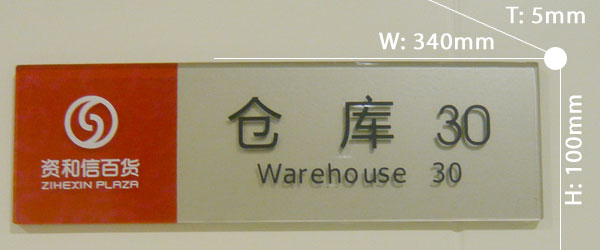 T: 5mm
W: 340mm
H: 100mm
仓库 30
Warehouse 30
资和信百货
ZIHEXIN PLAZA